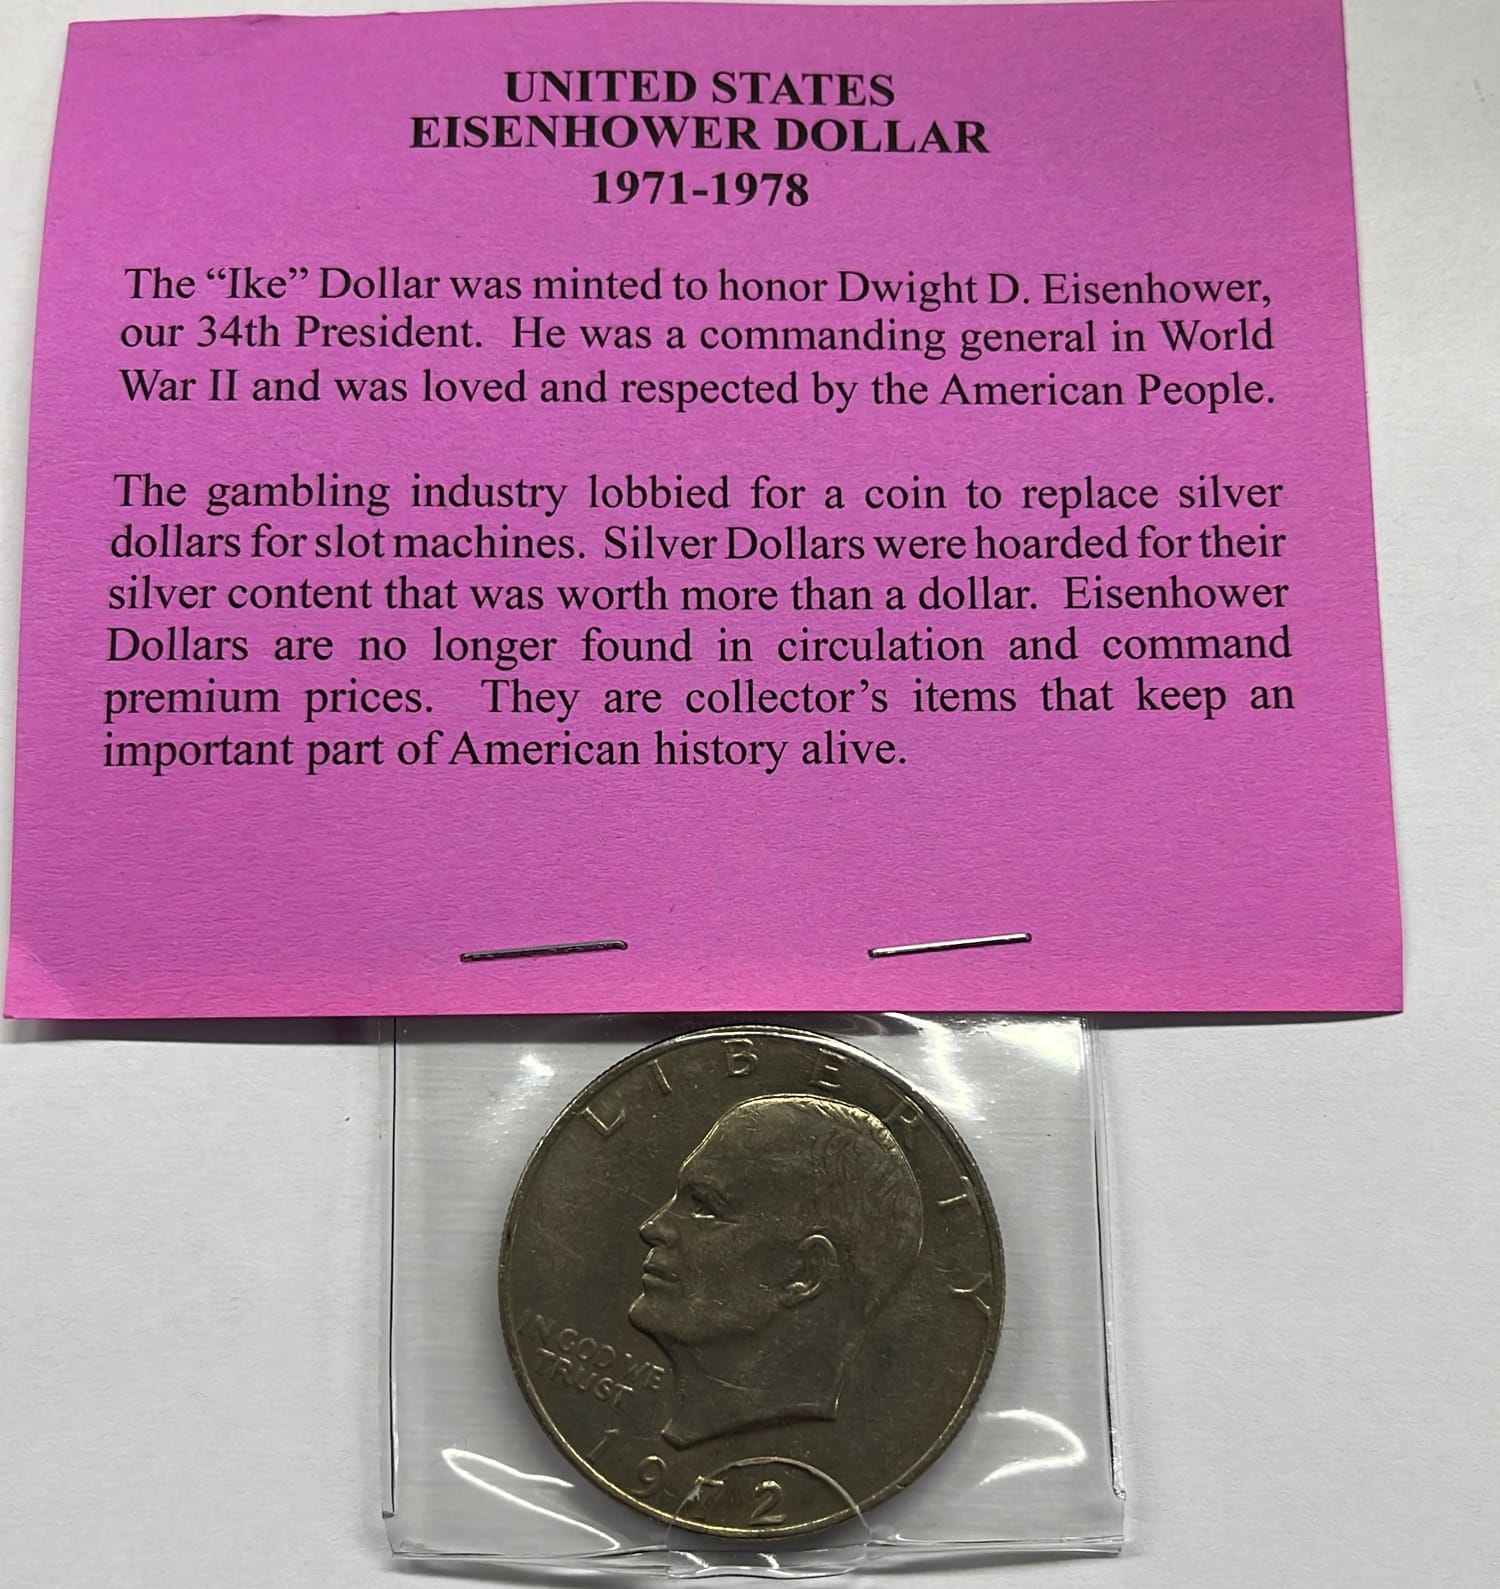 UNITED STATES
EISENHOWER DOLLAR
1971-1978
The “Ike” Dollar was minted to honor Dwight D. Eisenhower,
our 34th President. He was a commanding general in World
War II and was loved and respected by the American People.
The gambling industry lobbied for a coin to replace silver
dollars for slot machines. Silver Dollars were hoarded for their
silver content that was worth more than a dollar. Eisenhower
Dollars are no longer found in circulation and command
premium prices. They are collector’s items that keep an
important part of American history alive.
LIBERTY
IN GOD WE
TRUST
1972